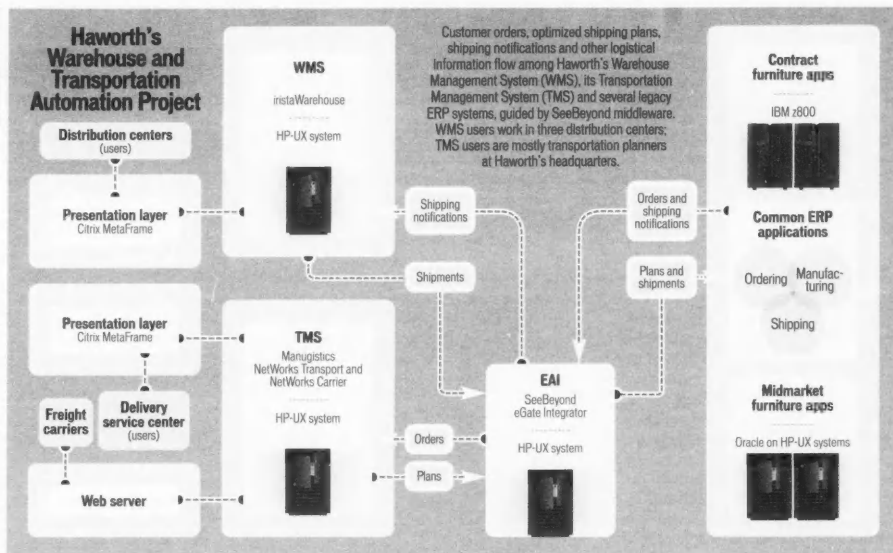 Haworth's
Warehouse and
Transportation
Automation Project
Distribution centers
(users)
Presentation layer
Citrix MetaFrame
Presentation layer
Citrix MetaFrame
Freight
carriers
Delivery
service center
(users)
Web server
WMS
iristaWarehouse
HP-UX system
TMS
Manugistics
NetWorks Transport and
NetWorks Carrier
HP-UX system
Customer orders, optimized shipping plans,
shipping notifications and other logistical
information flow among Haworth's Warehouse
Management System (WMS), its Transportation
Management System (TMS) and several legacy
ERP systems, guided by SeeBeyond middleware.
WMS users work in three distribution centers;
TMS users are mostly transportation planners
at Haworth's headquarters.
Shipping
notifications
Shipments
Orders
Plans
Orders and
shipping
notifications
Plans and
shipments
EAI
SeeBeyond
eGate Integrator
HP-UX system
Contract
furniture apps
IBM z800
Common ERP
applications
Ordering
Manufac-
turing
Shipping
Midmarket
furniture apps
Oracle on HP-UX systems